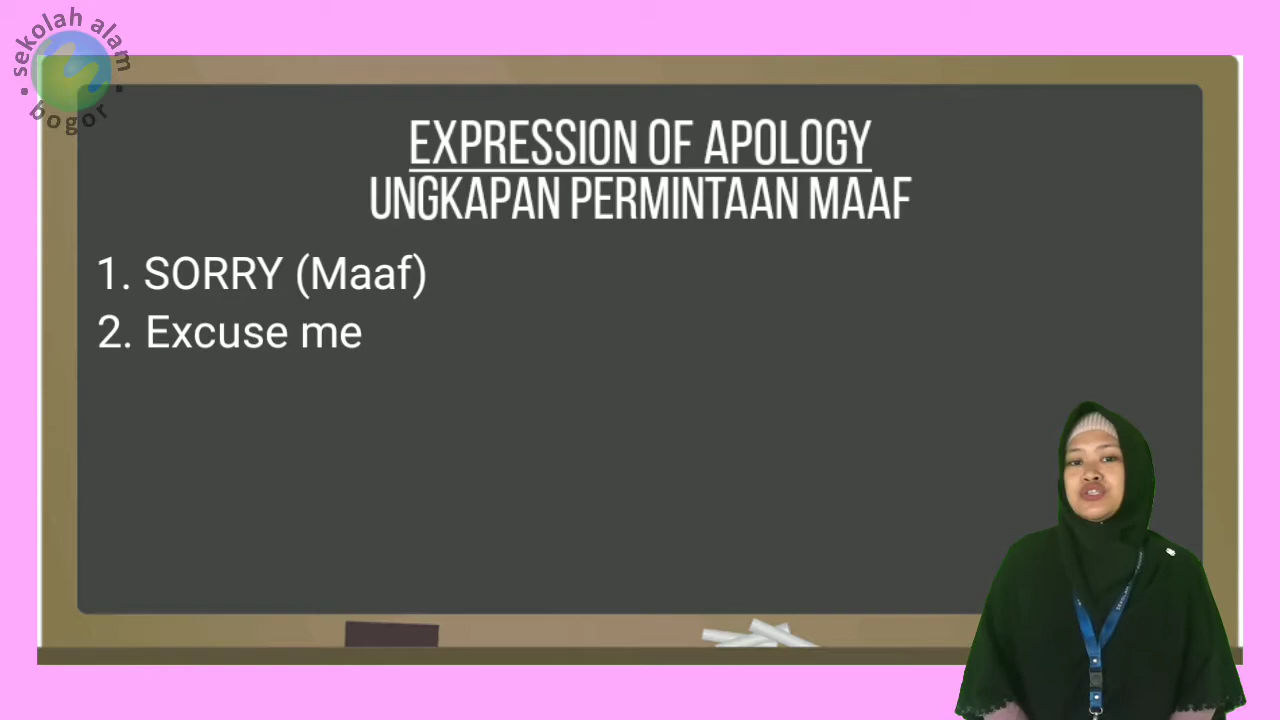 sekolah alam
bogor
EXPRESSION OF APOLOGY
UNGKAPAN PERMINTAAN MAAF
1. SORRY (Maaf)
2. Excuse me